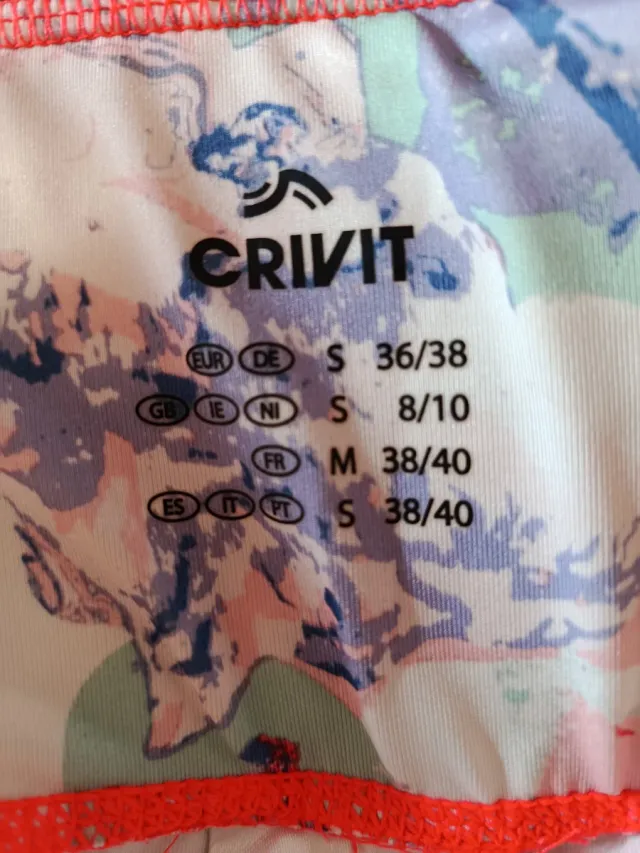 CRIVIT
EUR DE S 36/38
GB IE NI S 8/10
FR M 38/40
ES IT PT S 38/40